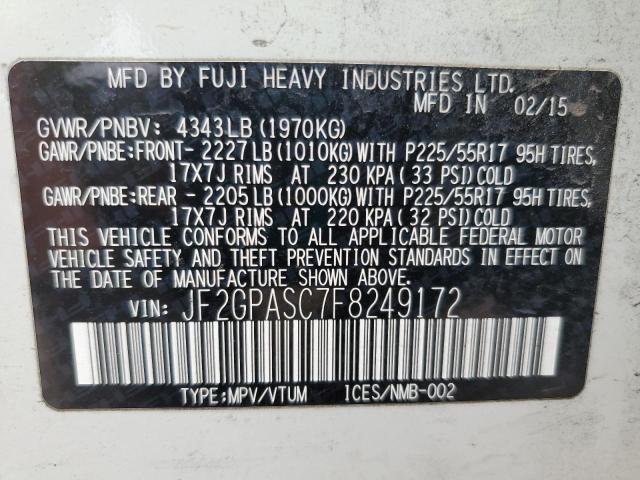 MFD BY FUJI HEAVY INDUSTRIES LTD.
MFD IN 02/15
GVWR/PNBV: 4343LB(1970KG)
GAWR/PNBE:FRONT- 2227LB(1010KG)WITH P225/55R17 95H TIRES,
17X7J RIMS AT 230 KPA(33 PSI)COLD
GAWR/PNBE:REAR - 2205LB(1000KG)WITH P225/55R17 95H TIRES,
17X7J RIMS AT 220 KPA(32 PSI)COLD
THIS VEHICLE CONFORMS TO ALL APPLICABLE FEDERAL MOTOR
VEHICLE SAFETY AND THEFT PREVENTION STANDARDS IN EFFECT ON
THE DATE OF MANUFACTURE SHOWN ABOVE.
VIN: JF2GPASC7F8249172
TYPE:MPV/VTUM ICES/NMB-002